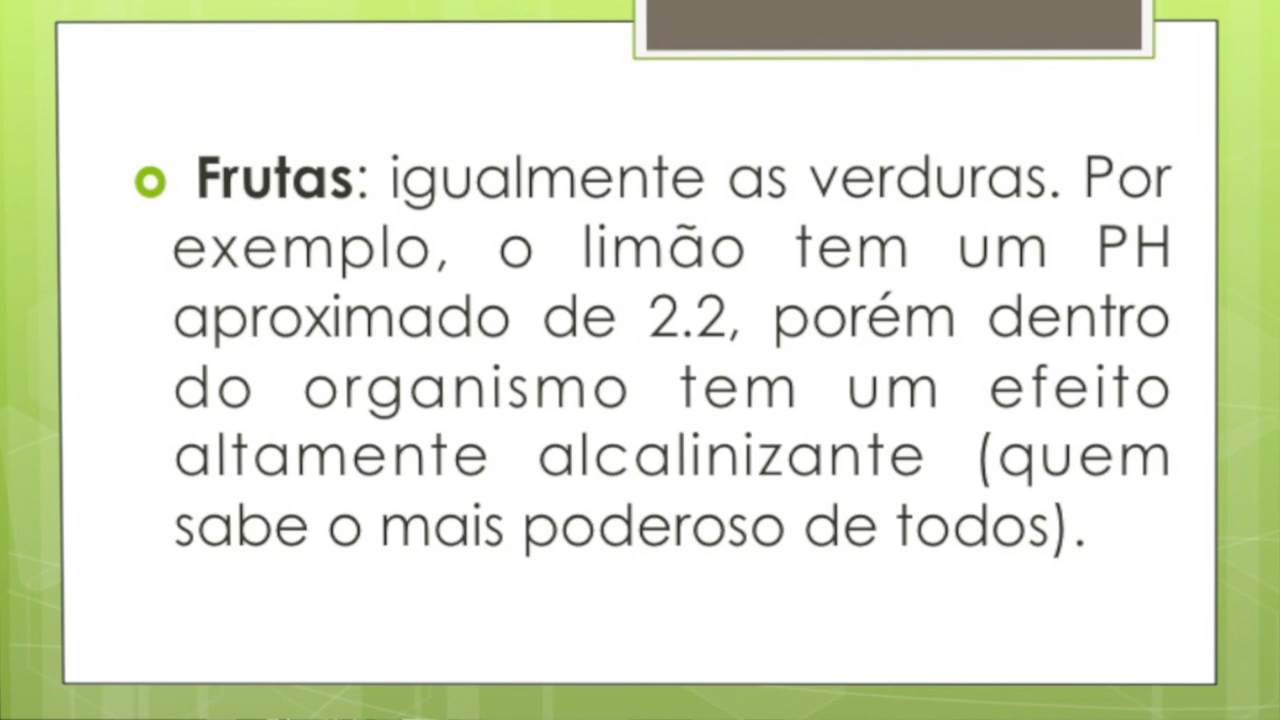 Frutas: igualmente as verduras. Por
exemplo, o limão tem um PH
aproximado de 2.2, porém dentro
do organismo tem um efeito
altamente alcalinizante (quem
sabe o mais poderoso de todos).